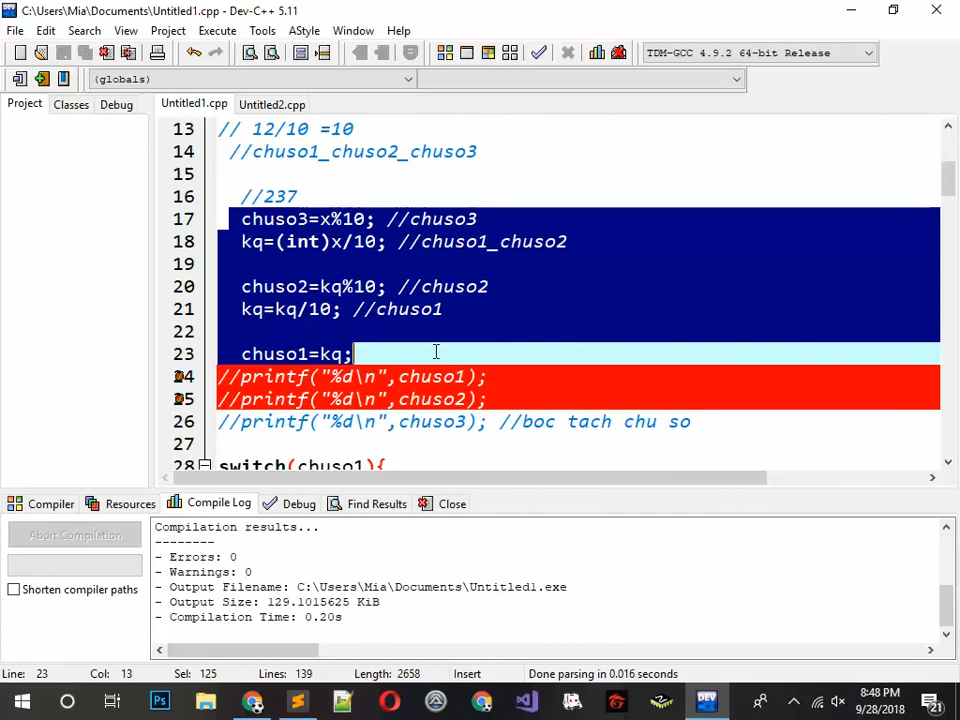 C:\Users\Mia\Documents\Untitled1.cpp - Dev-C++ 5.11
File Edit Search View Project Execute Tools AStyle Window Help
TDM-GCC 4.9.2 64-bit Release
(globals)
Project Classes Debug
Untitled1.cpp Untitled2.cpp
13 // 12/10 =10
14 //chuso1_chuso2_chuso3
15
16 //237
17 chuso3=x%10; //chuso3
18 kq=(int)x/10; //chuso1_chuso2
19
20 chuso2=kq%10; //chuso2
21 kq=kq/10; //chuso1
22
23 chuso1=kq;
24 //printf("%d\n",chuso1);
25 //printf("%d\n",chuso2);
26 //printf("%d\n",chuso3); //boc tach chu so
27
28 switch(chuso1){
Compiler Resources Compile Log Debug Find Results Close
Abort Compilation
Shorten compiler paths
Compilation results...
--------
- Errors: 0
- Warnings: 0
- Output Filename: C:\Users\Mia\Documents\Untitled1.exe
- Output Size: 129.1015625 KiB
- Compilation Time: 0.20s
Line: 23 Col: 13 Sel: 125 Lines: 139 Length: 2658 Insert Done parsing in 0.016 seconds
Ps
DEV
8:48 PM
9/28/2018
21